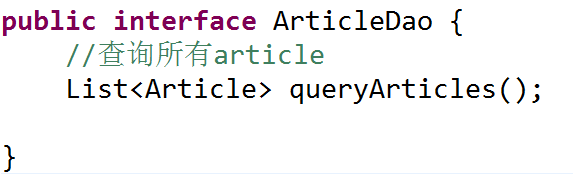 public interface ArticleDao {
//查询所有article
List<Article> queryArticles();
}